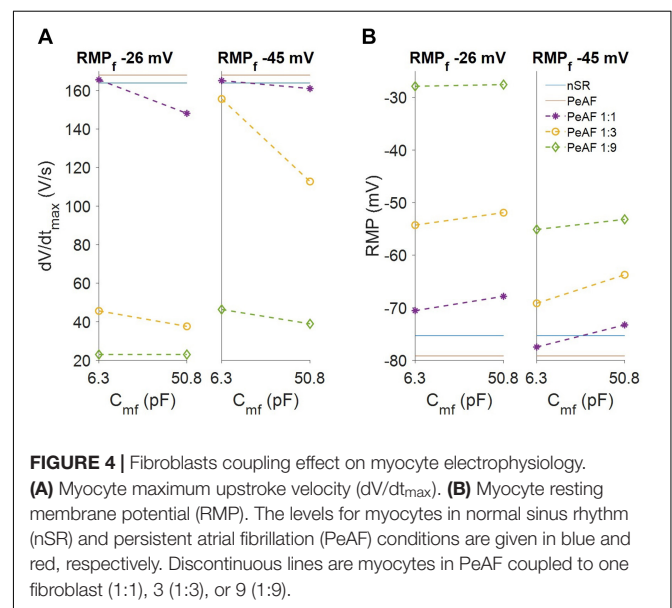 A
B
RMPf -26 mV
RMPf -45 mV
RMPf -26 mV
RMPf -45 mV
dV/dtmax (V/s)
160
140
120
100
80
60
40
20
6.3
50.8
6.3
50.8
Cmf (pF)
Cmf (pF)
RMP (mV)
-30
-40
-50
-60
-70
-80
6.3
50.8
6.3
50.8
Cmf (pF)
Cmf (pF)
nSR
PeAF
PeAF 1:1
PeAF 1:3
PeAF 1:9
FIGURE 4 | Fibroblasts coupling effect on myocyte electrophysiology.
(A) Myocyte maximum upstroke velocity (dV/dtmax). (B) Myocyte resting
membrane potential (RMP). The levels for myocytes in normal sinus rhythm
(nSR) and persistent atrial fibrillation (PeAF) conditions are given in blue and
red, respectively. Discontinuous lines are myocytes in PeAF coupled to one
fibroblast (1:1), 3 (1:3), or 9 (1:9).